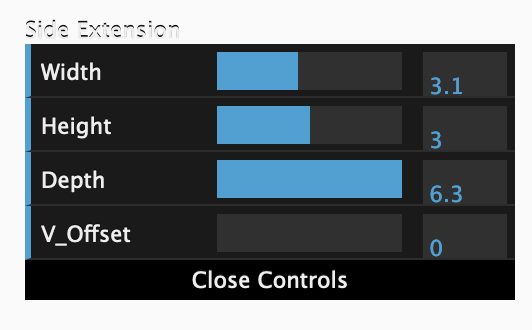 Side Extension
Width 3.1
Height 3
Depth 6.3
V_Offset 0
Close Controls